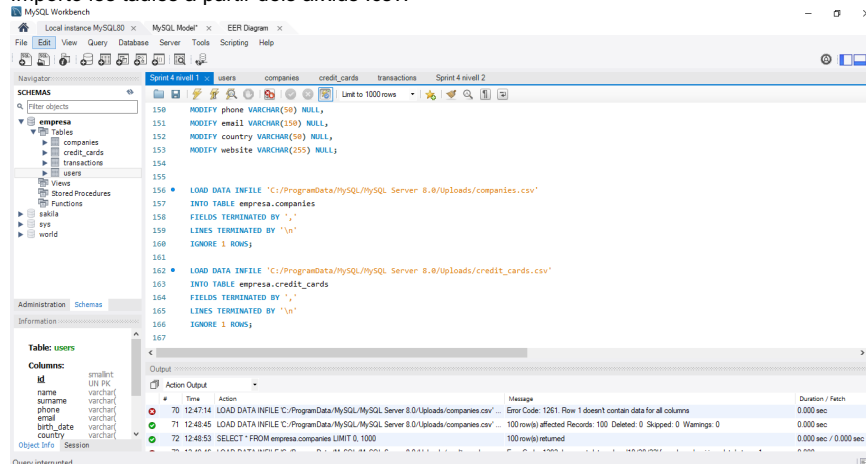 MySQL Workbench
Local instance MySQL80 ×
MySQL Model* ×
EER Diagram ×
File Edit View Query Database Server Tools Scripting Help
Navigator
SCHEMAS
Filter objects
empresa
Tables
companies
credit_cards
transactions
users
Views
Stored Procedures
Functions
sakila
sys
world
Administration Schemas
Information
Table: users
Columns:
id smallint UN PK
name varchar(
surname varchar(
phone varchar(
email varchar(
birth_date varchar(
country varchar(
Object Info Session
Query interrupted
Sprint 4 nivell 1 × users companies credit_cards transactions Sprint 4 nivell 2
Limit to 1000 rows
150 MODIFY phone VARCHAR(50) NULL,
151 MODIFY email VARCHAR(150) NULL,
152 MODIFY country VARCHAR(50) NULL,
153 MODIFY website VARCHAR(255) NULL;
154
155
156 LOAD DATA INFILE 'C:/ProgramData/MySQL/MySQL Server 8.0/Uploads/companies.csv'
157 INTO TABLE empresa.companies
158 FIELDS TERMINATED BY ','
159 LINES TERMINATED BY '\n'
160 IGNORE 1 ROWS;
161
162 LOAD DATA INFILE 'C:/ProgramData/MySQL/MySQL Server 8.0/Uploads/credit_cards.csv'
163 INTO TABLE empresa.credit_cards
164 FIELDS TERMINATED BY ','
165 LINES TERMINATED BY '\n'
166 IGNORE 1 ROWS;
167
Output
Action Output
# Time Action Message Duration / Fetch
70 12:47:14 LOAD DATA INFILE 'C:/ProgramData/MySQL/MySQL Server 8.0/Uploads/companies.csv' ... Error Code: 1261. Row 1 doesn't contain data for all columns 0.000 sec
71 12:48:45 LOAD DATA INFILE 'C:/ProgramData/MySQL/MySQL Server 8.0/Uploads/companies.csv' ... 100 row(s) affected Records: 100 Deleted: 0 Skipped: 0 Warnings: 0 0.000 sec
72 12:48:53 SELECT * FROM empresa.companies LIMIT 0, 1000 100 row(s) returned 0.000 sec / 0.000 sec